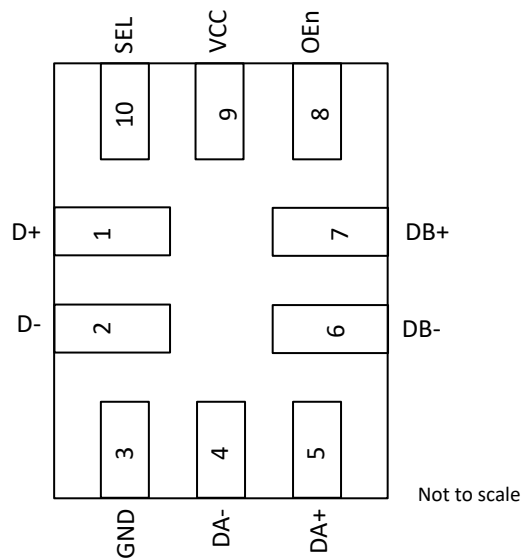 SEL VCC OEn
10 9 8
D+ 1 7 DB+
D- 2 6 DB-
3 4 5
Not to scale
GND DA- DA+